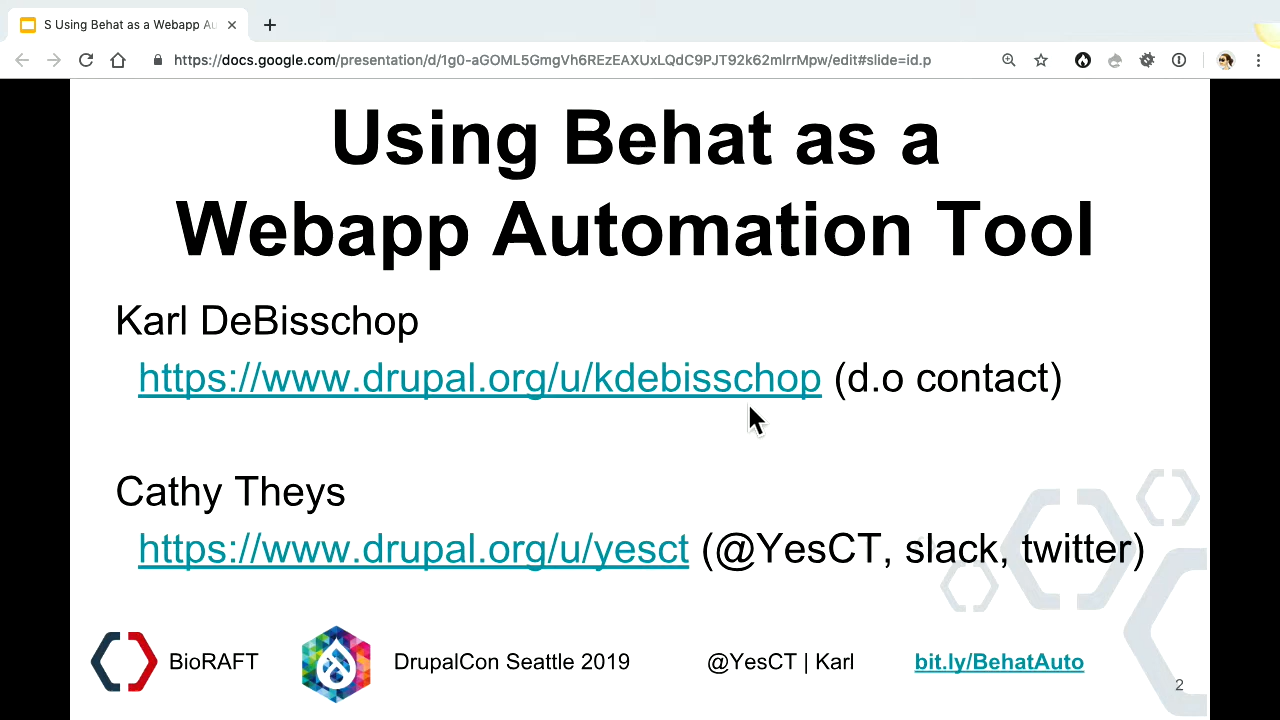 S Using Behat as a Webapp Au
https://docs.google.com/presentation/d/1g0-aGOML5GmgVh6REzEAXUxLQdC9PJT92k62mIrrMpw/edit#slide=id.p
Using Behat as a
Webapp Automation Tool
Karl DeBisschop
https://www.drupal.org/u/kdebisschop (d.o contact)
Cathy Theys
https://www.drupal.org/u/yesct (@YesCT, slack, twitter)
BioRAFT DrupalCon Seattle 2019 @YesCT | Karl bit.ly/BehatAuto
2